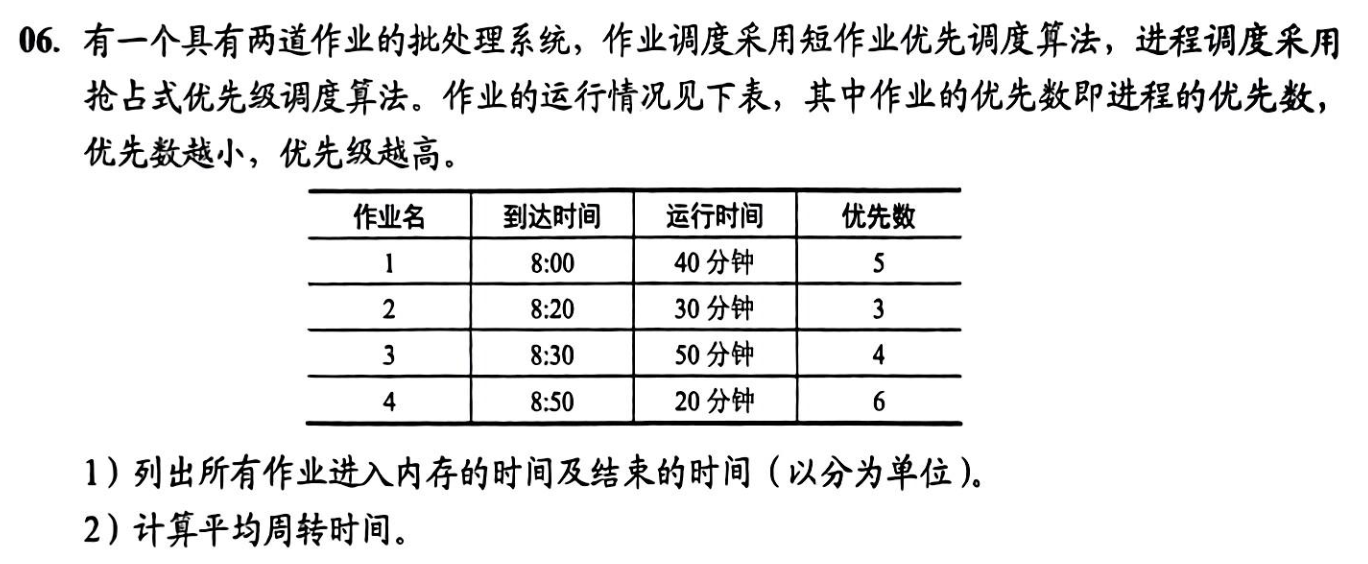 06. 有一个具有两道作业的批处理系统，作业调度采用短作业优先调度算法，进程调度采用
抢占式优先级调度算法。作业的运行情况见下表，其中作业的优先数即进程的优先数，
优先数越小，优先级越高。
作业名 到达时间 运行时间 优先数
1 8:00 40 分钟 5
2 8:20 30 分钟 3
3 8:30 50 分钟 4
4 8:50 20 分钟 6
1）列出所有作业进入内存的时间及结束的时间（以分为单位）。
2）计算平均周转时间。